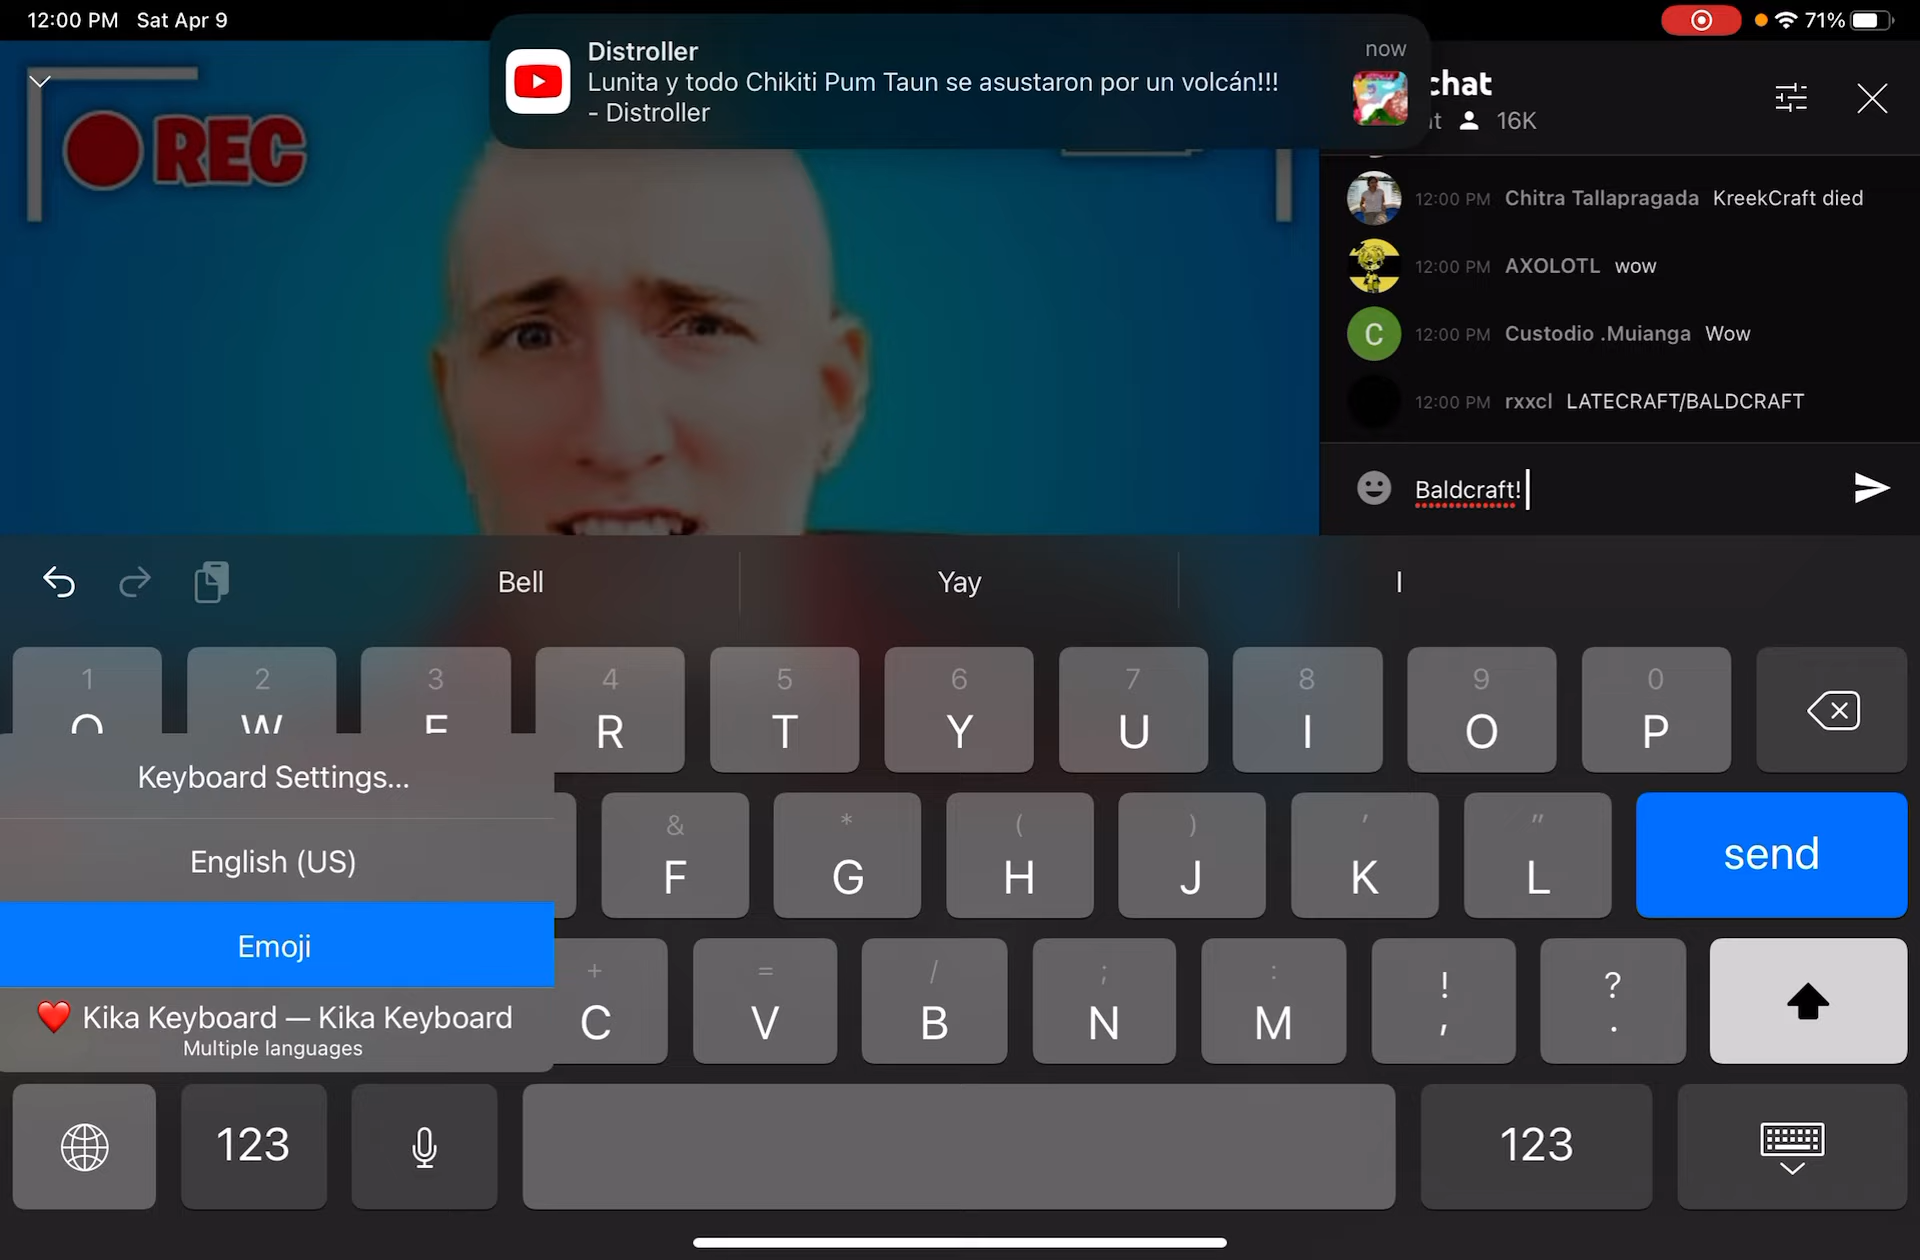 12:00 PM Sat Apr 9
71%
Distroller
now
Lunita y todo Chikiti Pum Taun se asustaron por un volcán!!!
- Distroller
REC
chat
at 16K
12:00 PM Chitra Tallapragada KreekCraft died
12:00 PM AXOLOTL wow
C 12:00 PM Custodio .Muianga Wow
12:00 PM rxxcl LATECRAFT/BALDCRAFT
Baldcraft!
Bell Yay I
1 2 3 4 5 6 7 8 9 0
Q W E R T Y U I O P
Keyboard Settings...
English (US)
Emoji
❤️ Kika Keyboard — Kika Keyboard
Multiple languages
& * ( ) ' "
F G H J K L send
+ = / ; : ! ?
C V B N M , .
123 123